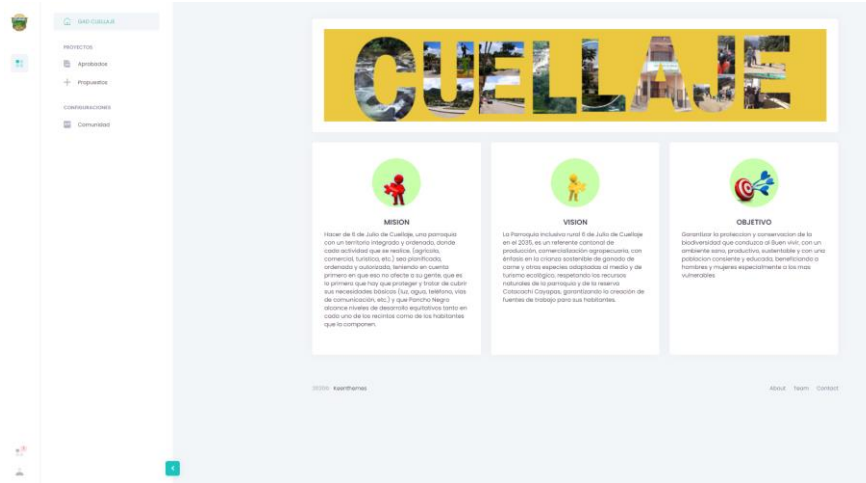 GAD CUELLAJE
PROYECTOS
Aprobados
Propuestos
CONFIGURACIONES
Comunidad
CUELLAJE
MISION
Hacer de 6 de Julio de Cuellaje, una parroquia
con un territorio integrado y ordenado, donde
cada actividad que se realice, (agrícola,
comercial, turística, etc.) sea planificada,
ordenada y autorizada, teniendo en cuenta
primero en que eso no afecte a su gente, que es
lo primero que hay que proteger y tratar de cubrir
sus necesidades básicas (luz, agua, teléfono, vías
de comunicación, etc.) y que Pancho Negro
alcance niveles de desarrollo equitativos tanto en
cada uno de los recintos como de los habitantes
que la componen.
VISION
La Parroquia inclusiva rural 6 de Julio de Cuellaje
en el 2035, es un referente cantonal de
producción, comercialización agropecuaria, con
énfasis en la crianza sostenible de ganado de
carne y otras especies adaptadas al medio y de
turismo ecológico, respetando los recursos
naturales de la parroquia y de la reserva
Cotacachi Cayapas, garantizando la creación de
fuentes de trabajo para sus habitantes.
OBJETIVO
Garantizar la proteccion y conservacion de la
biodiversidad que conduzca al Buen vivir, con un
ambiente sano, productivo, sustentable y con una
poblacion consiente y educada, beneficiando a
hombres y mujeres especialmente a los mas
vulnerables
Keenthemes
About Team Contact